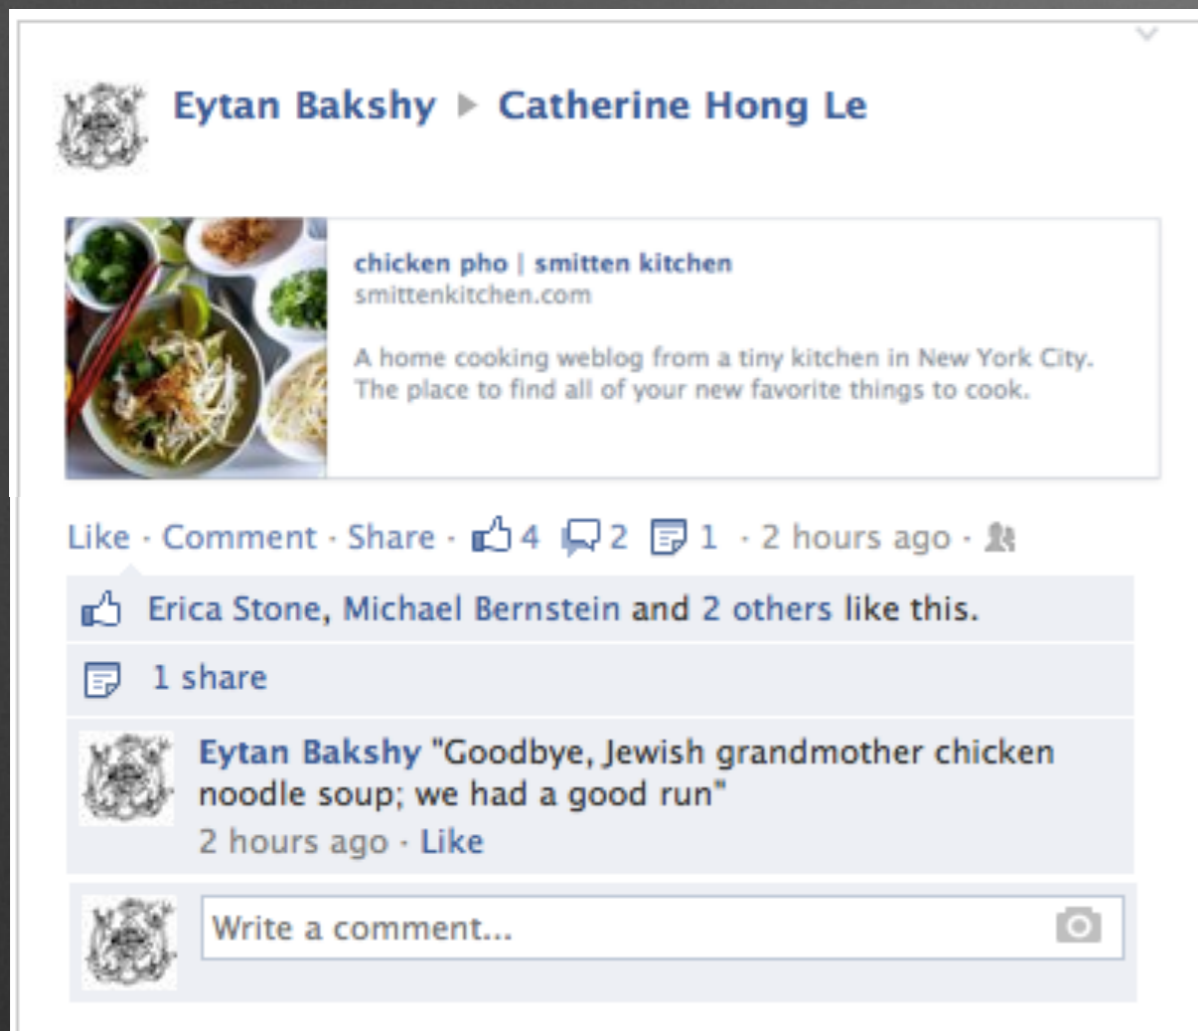 Eytan Bakshy ▸ Catherine Hong Le
chicken pho | smitten kitchen
smittenkitchen.com
A home cooking weblog from a tiny kitchen in New York City.
The place to find all of your new favorite things to cook.
Like · Comment · Share · 4 2 1 · 2 hours ago ·
Erica Stone, Michael Bernstein and 2 others like this.
1 share
Eytan Bakshy "Goodbye, Jewish grandmother chicken
noodle soup; we had a good run"
2 hours ago · Like
Write a comment...